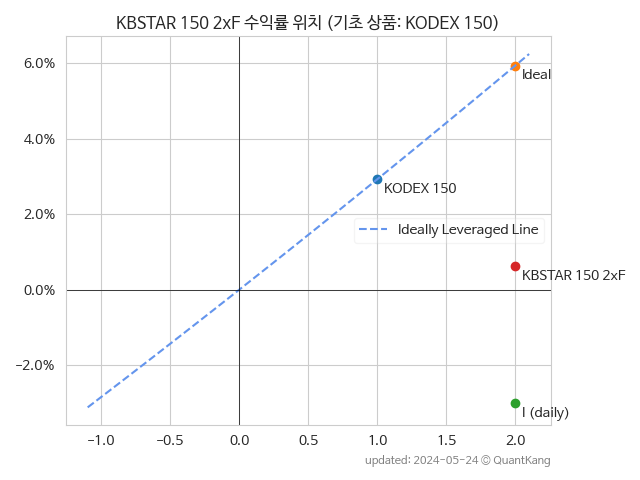 KBSTAR 150 2xF 수익률 위치 (기초 상품: KODEX 150)
6.0%
4.0%
2.0%
0.0%
−2.0%
Ideal
KODEX 150
Ideally Leveraged Line
KBSTAR 150 2xF
I (daily)
−1.0 −0.5 0.0 0.5 1.0 1.5 2.0
updated: 2024-05-24 © QuantKang